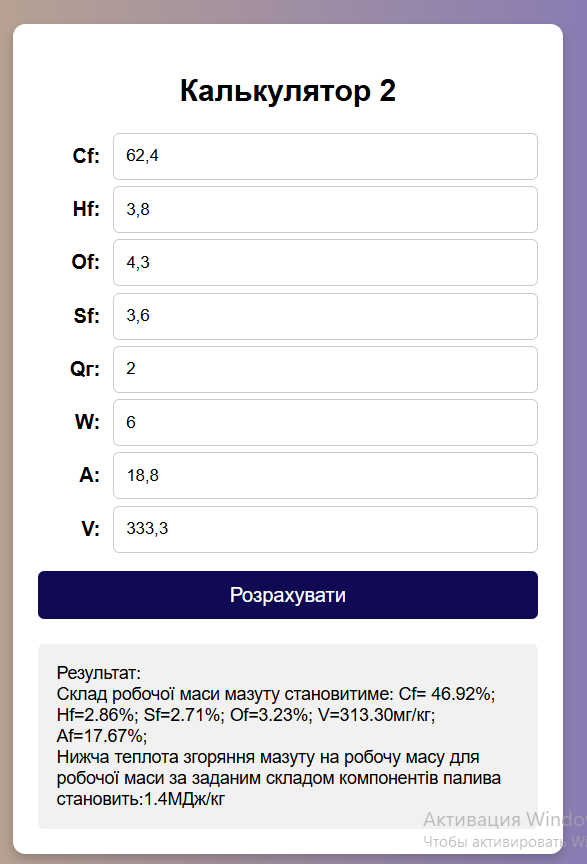 Калькулятор 2
Cf: 62,4
Hf: 3,8
Of: 4,3
Sf: 3,6
Qг: 2
W: 6
A: 18,8
V: 333,3
Розрахувати
Результат:
Склад робочої маси мазуту становитиме: Cf= 46.92%;
Hf=2.86%; Sf=2.71%; Of=3.23%; V=313.30мг/кг;
Af=17.67%;
Нижча теплота згоряння мазуту на робочу масу для
робочої маси за заданим складом компонентів палива
становить:1.4МДж/кг
Активация Windo
Чтобы активировать W